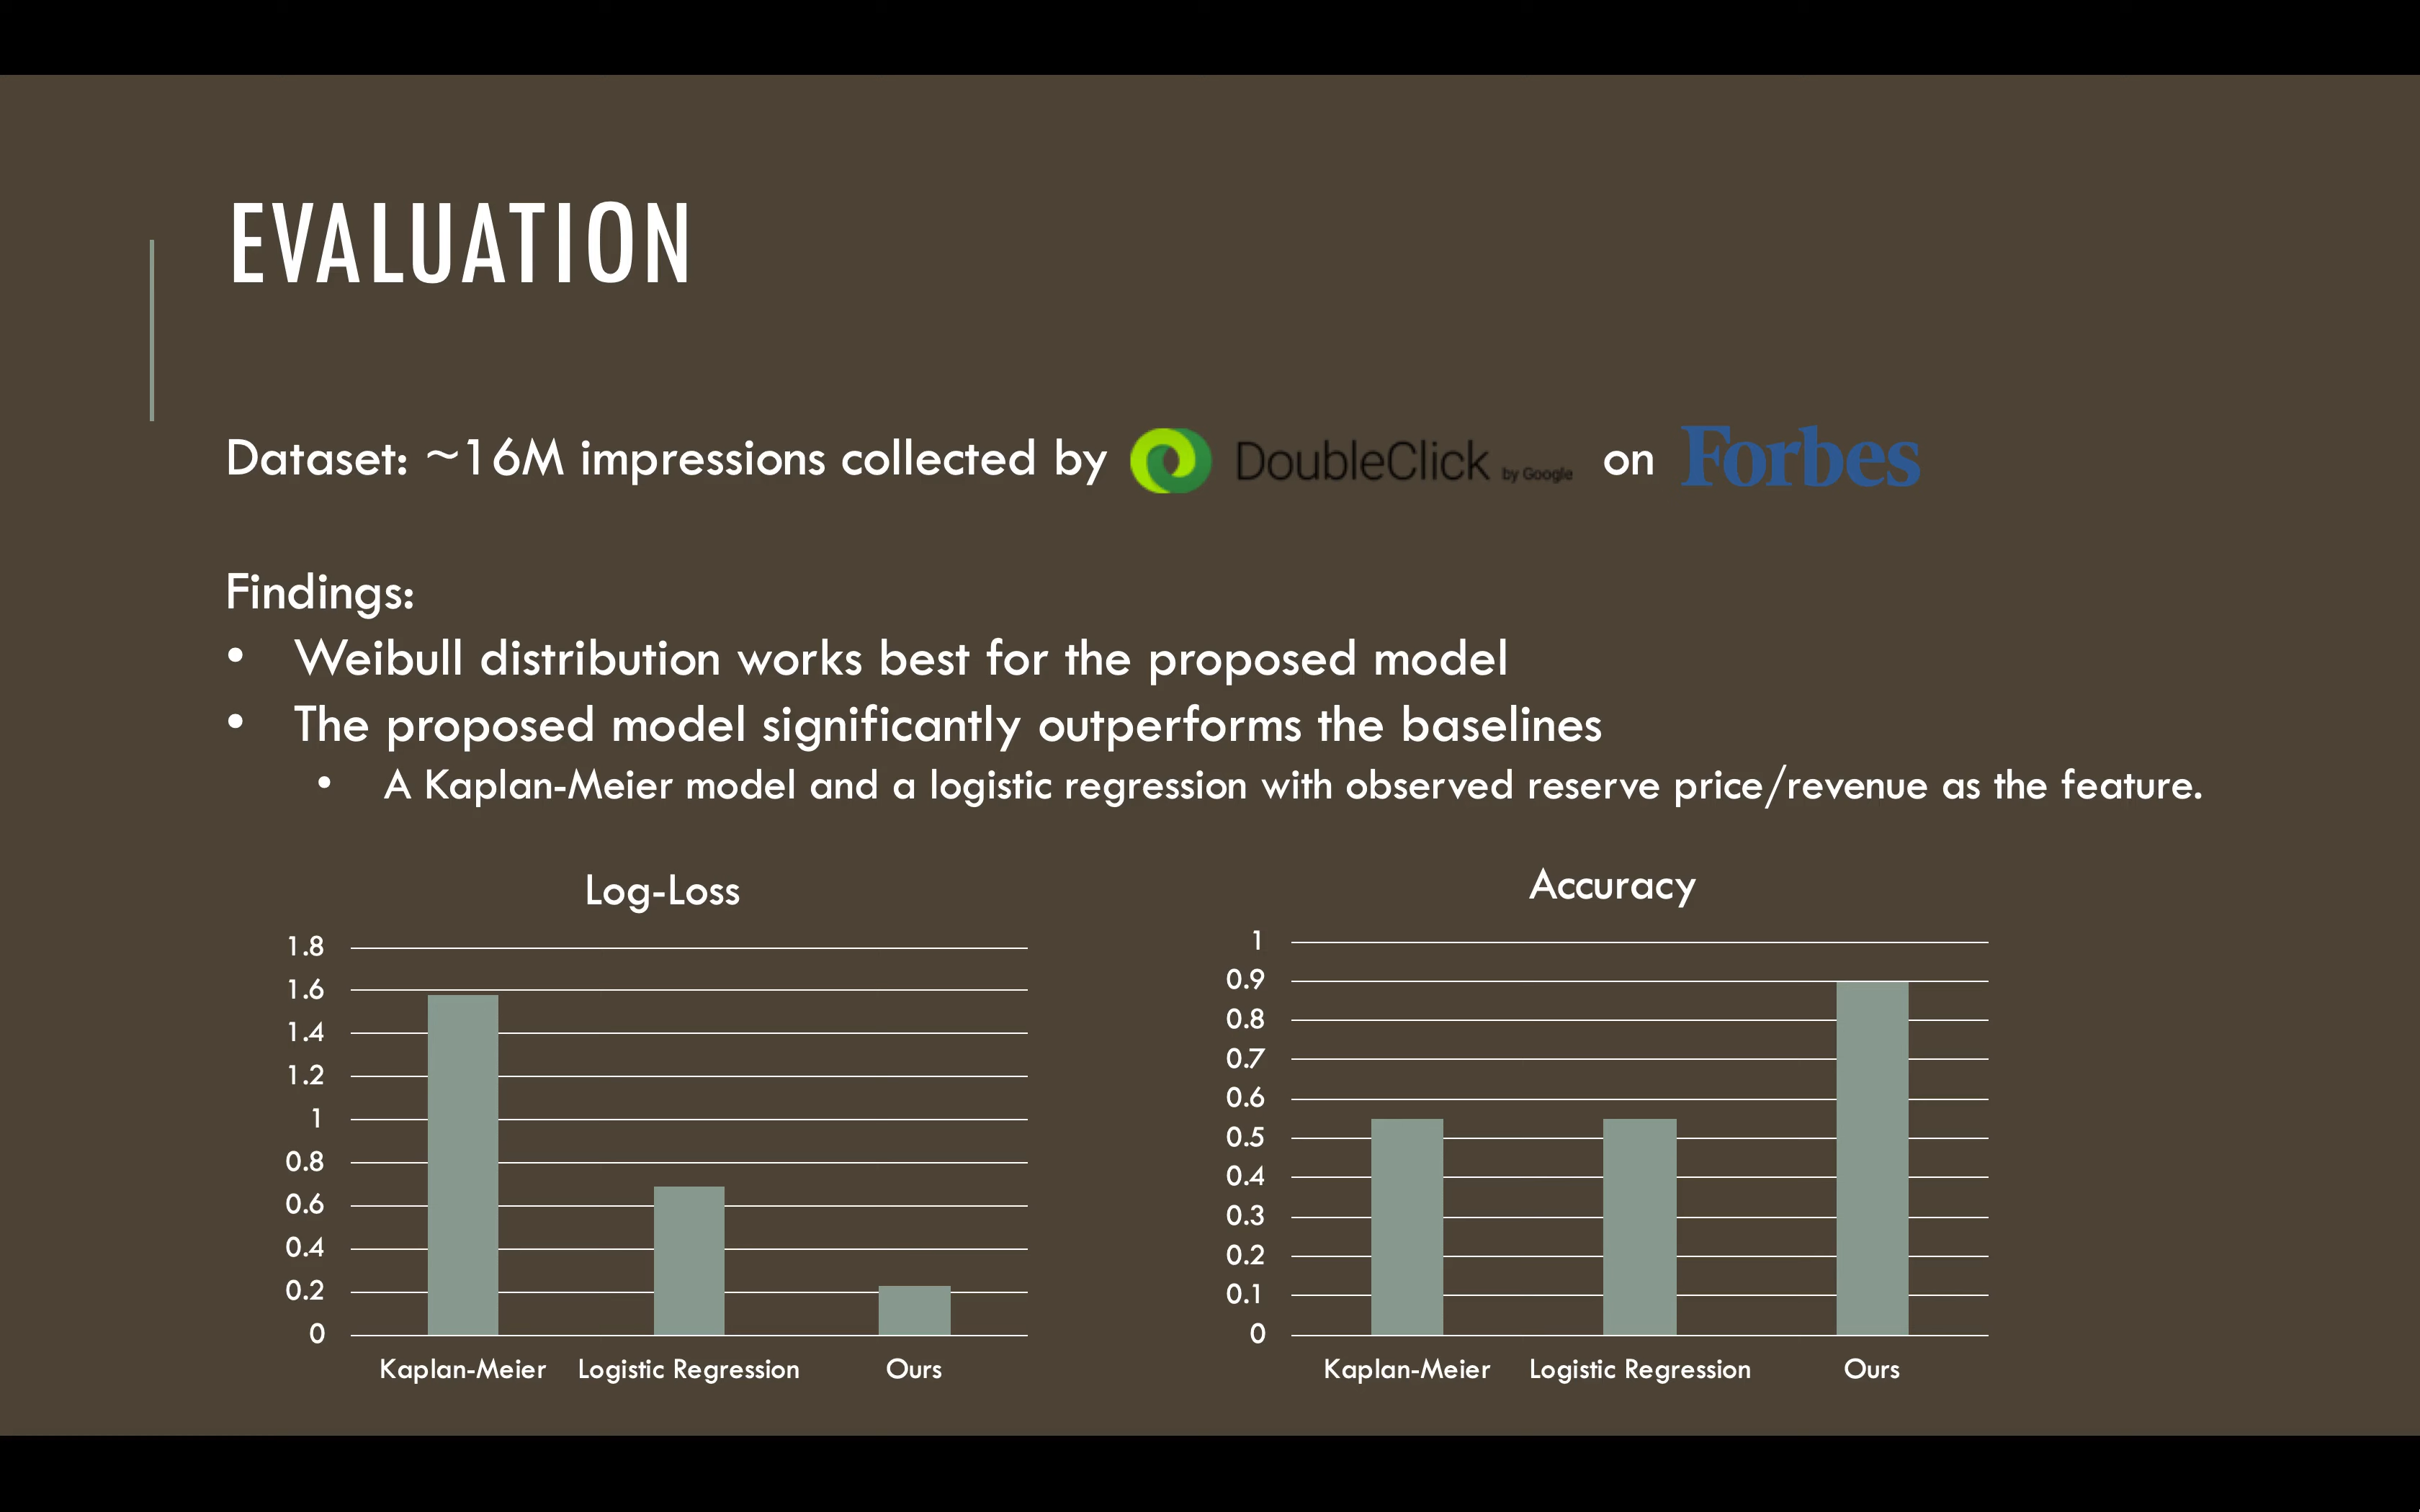 EVALUATION
Dataset: ~16M impressions collected by DoubleClick by Google on Forbes
Findings:
• Weibull distribution works best for the proposed model
• The proposed model significantly outperforms the baselines
• A Kaplan-Meier model and a logistic regression with observed reserve price/revenue as the feature.
Log-Loss
1.8
1.6
1.4
1.2
1
0.8
0.6
0.4
0.2
0
Kaplan-Meier Logistic Regression Ours
Accuracy
1
0.9
0.8
0.7
0.6
0.5
0.4
0.3
0.2
0.1
0
Kaplan-Meier Logistic Regression Ours